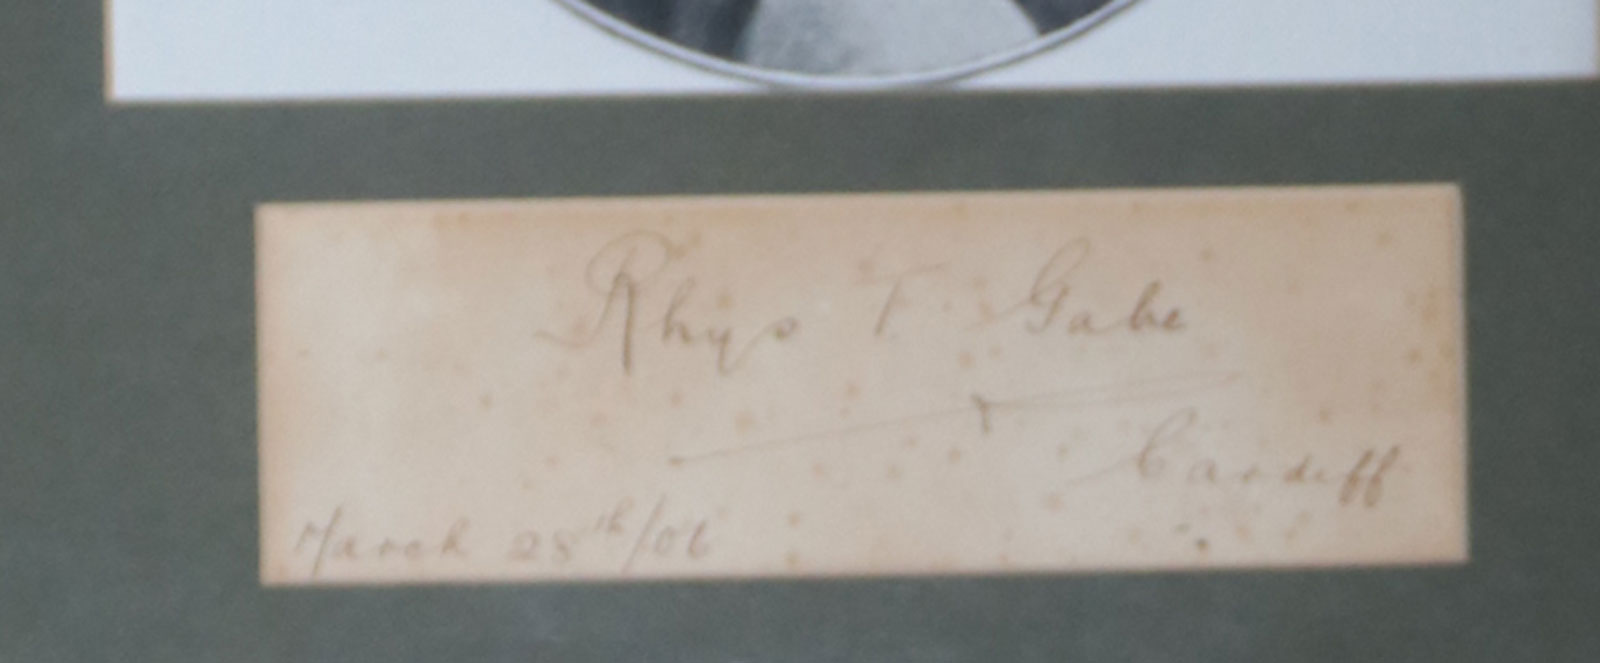 Rhys T. Gabe
Cardiff
March 28th/06